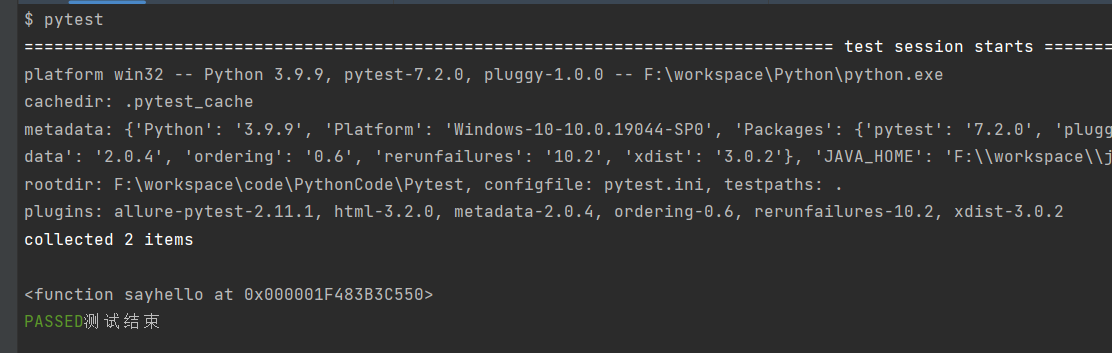 $ pytest
================================================================================= test session starts =======
platform win32 -- Python 3.9.9, pytest-7.2.0, pluggy-1.0.0 -- F:\workspace\Python\python.exe
cachedir: .pytest_cache
metadata: {'Python': '3.9.9', 'Platform': 'Windows-10-10.0.19044-SP0', 'Packages': {'pytest': '7.2.0', 'plugg
data': '2.0.4', 'ordering': '0.6', 'rerunfailures': '10.2', 'xdist': '3.0.2'}, 'JAVA_HOME': 'F:\\workspace\\j
rootdir: F:\workspace\code\PythonCode\Pytest, configfile: pytest.ini, testpaths: .
plugins: allure-pytest-2.11.1, html-3.2.0, metadata-2.0.4, ordering-0.6, rerunfailures-10.2, xdist-3.0.2
collected 2 items
<function sayhello at 0x000001F483B3C550>
PASSED测试结束